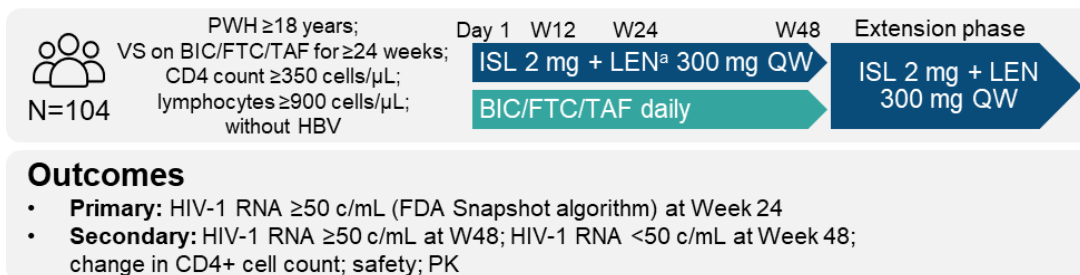 PWH ≥18 years;
VS on BIC/FTC/TAF for ≥24 weeks;
CD4 count ≥350 cells/µL;
lymphocytes ≥900 cells/µL;
without HBV
N=104
Day 1 W12 W24 W48 Extension phase
ISL 2 mg + LENᵃ 300 mg QW
BIC/FTC/TAF daily
ISL 2 mg + LEN
300 mg QW
Outcomes
• Primary: HIV-1 RNA ≥50 c/mL (FDA Snapshot algorithm) at Week 24
• Secondary: HIV-1 RNA ≥50 c/mL at W48; HIV-1 RNA <50 c/mL at Week 48;
change in CD4+ cell count; safety; PK